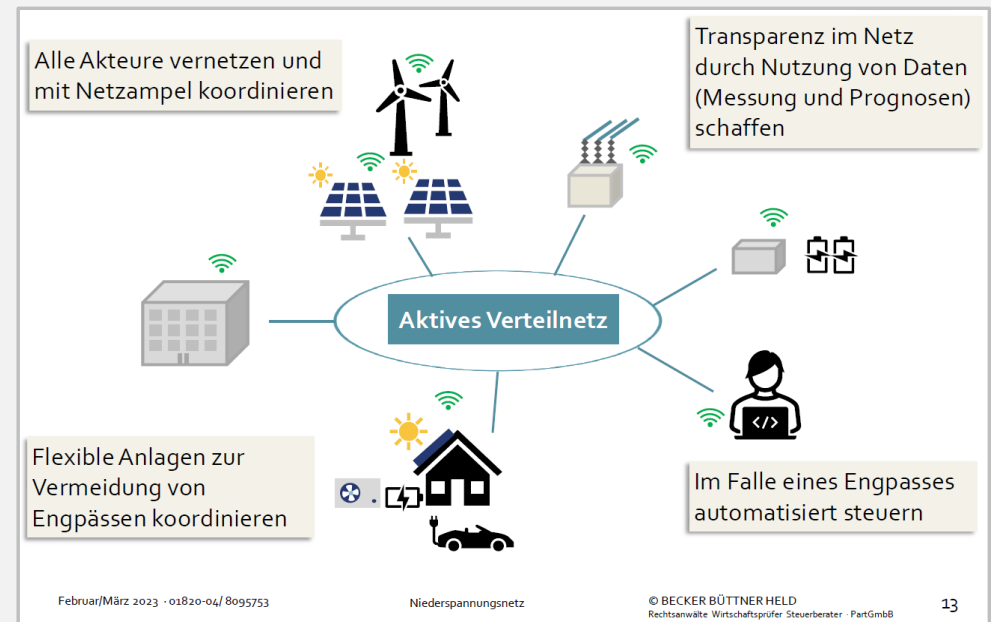 Alle Akteure vernetzen und
mit Netzampel koordinieren
Transparenz im Netz
durch Nutzung von Daten
(Messung und Prognosen)
schaffen
Aktives Verteilnetz
</>
Flexible Anlagen zur
Vermeidung von
Engpässen koordinieren
Im Falle eines Engpasses
automatisiert steuern
Februar/März 2023 · 01820-04/ 8095753
Niederspannungsnetz
© BECKER BÜTTNER HELD
Rechtsanwälte Wirtschaftsprüfer Steuerberater · PartGmbB
13